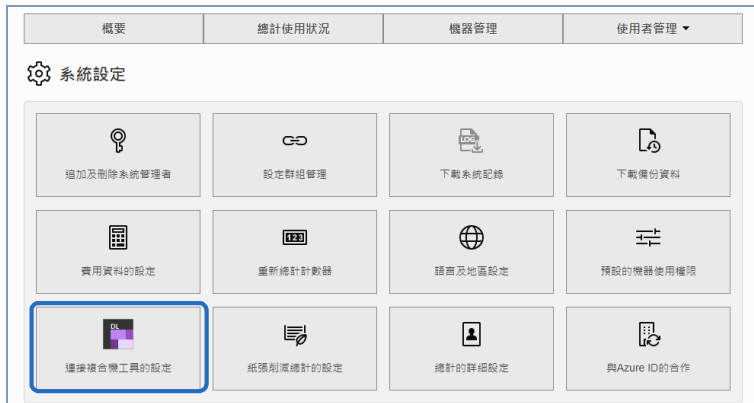 概要
總計使用狀況
機器管理
使用者管理
系統設定
追加及刪除系統管理者
設定群組管理
LOG
下載系統記錄
下載備份資料
費用資料的設定
123
重新總計計數器
語言及地區設定
預設的機器使用權限
DL
連接複合機工具的設定
紙張削減總計的設定
總計的詳細設定
與Azure ID的合作